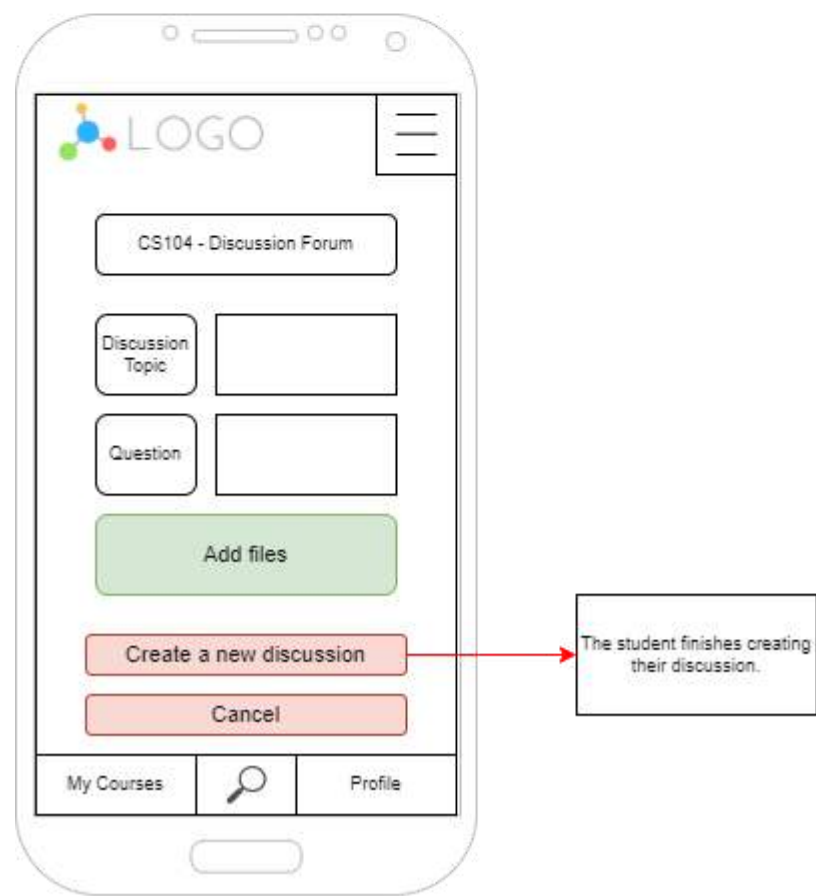 LOGO
CS104 - Discussion Forum
Discussion
Topic
Question
Add files
Create a new discussion
The student finishes creating
their discussion.
Cancel
My Courses
Profile